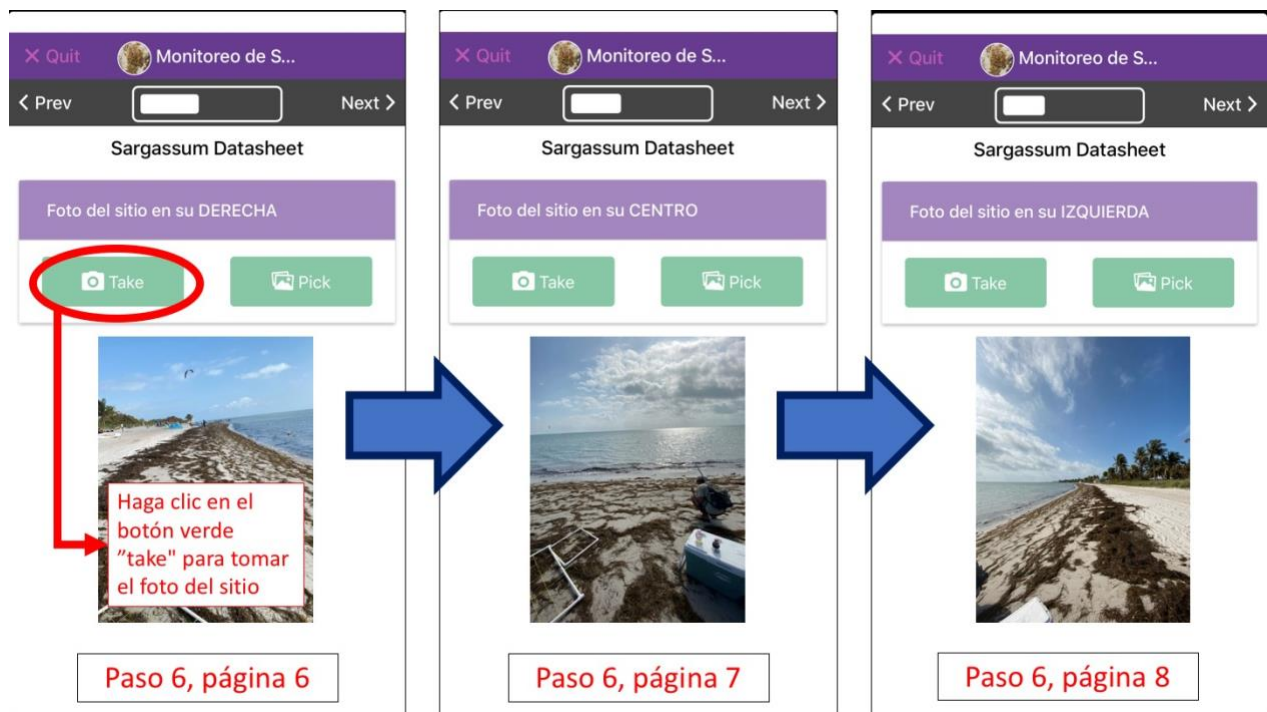 X Quit
Monitoreo de S...
< Prev
Next >
Sargassum Datasheet
Foto del sitio en su DERECHA
Take
Pick
Haga clic en el
botón verde
"take" para tomar
el foto del sitio
Paso 6, página 6
X Quit
Monitoreo de S...
< Prev
Next >
Sargassum Datasheet
Foto del sitio en su CENTRO
Take
Pick
Paso 6, página 7
X Quit
Monitoreo de S...
< Prev
Next >
Sargassum Datasheet
Foto del sitio en su IZQUIERDA
Take
Pick
Paso 6, página 8